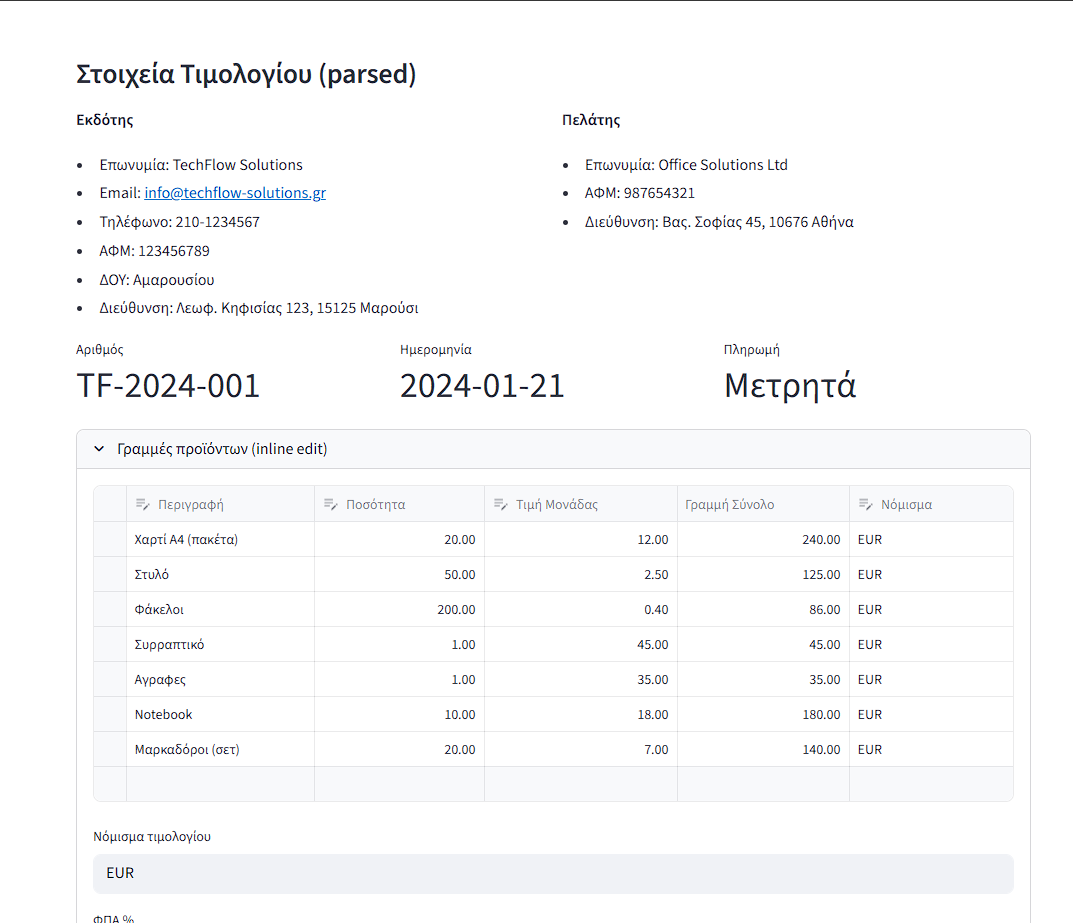 Στοιχεία Τιμολογίου (parsed)
Εκδότης
Επωνυμία: TechFlow Solutions
Email: info@techflow-solutions.gr
Τηλέφωνο: 210-1234567
ΑΦΜ: 123456789
ΔΟΥ: Αμαρουσίου
Διεύθυνση: Λεωφ. Κηφισίας 123, 15125 Μαρούσι
Πελάτης
Επωνυμία: Office Solutions Ltd
ΑΦΜ: 987654321
Διεύθυνση: Βας. Σοφίας 45, 10676 Αθήνα
Αριθμός
TF-2024-001
Ημερομηνία
2024-01-21
Πληρωμή
Μετρητά
Γραμμές προϊόντων (inline edit)
Περιγραφή Ποσότητα Τιμή Μονάδας Γραμμή Σύνολο Νόμισμα
Χαρτί Α4 (πακέτα) 20.00 12.00 240.00 EUR
Στυλό 50.00 2.50 125.00 EUR
Φάκελοι 200.00 0.40 86.00 EUR
Συρραπτικό 1.00 45.00 45.00 EUR
Αγραφες 1.00 35.00 35.00 EUR
Notebook 10.00 18.00 180.00 EUR
Μαρκαδόροι (σετ) 20.00 7.00 140.00 EUR
Νόμισμα τιμολογίου
EUR
ΦΠΑ %